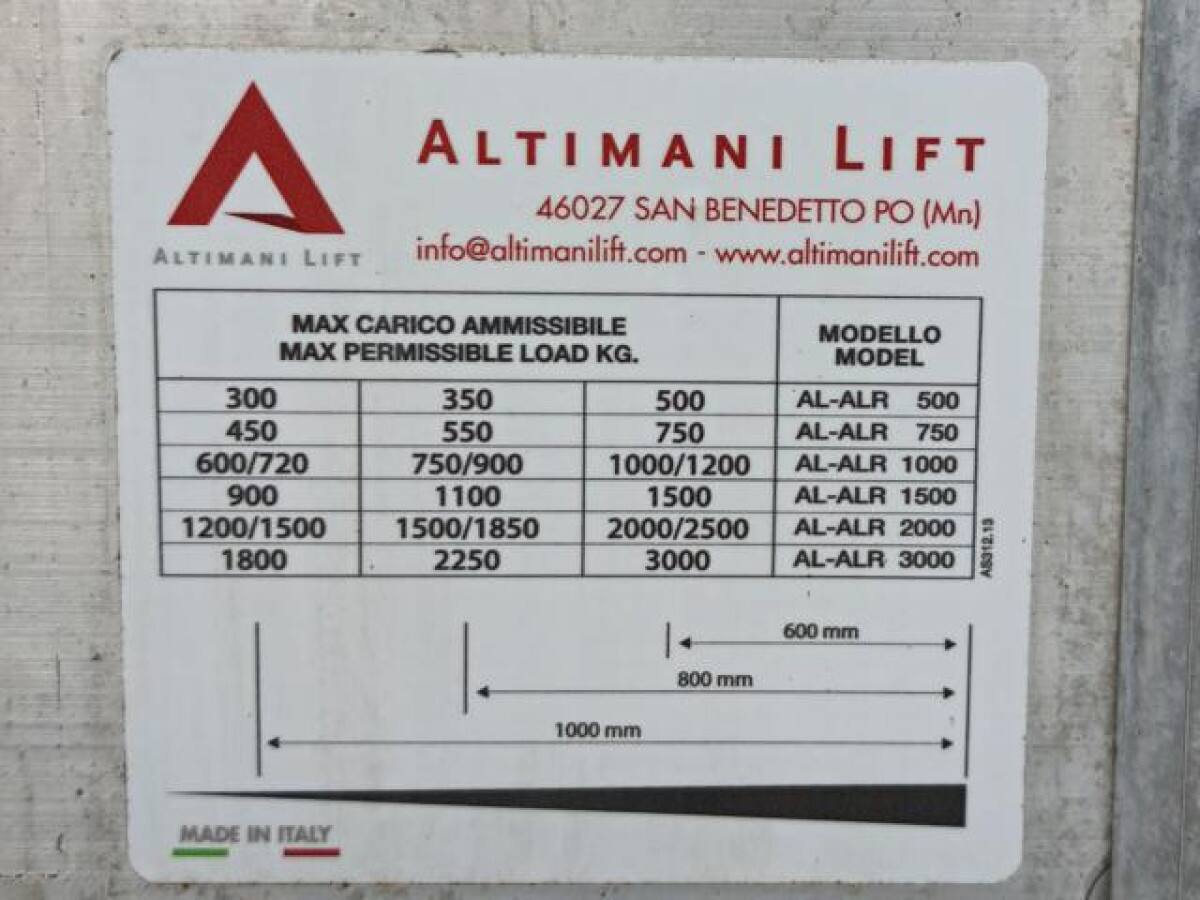 ALTIMANI LIFT
ALTIMANI LIFT
46027 SAN BENEDETTO PO (Mn)
info@altimanilift.com - www.altimanilift.com
MAX CARICO AMMISSIBILE
MAX PERMISSIBLE LOAD KG.
MODELLO
MODEL
300 350 500 AL-ALR 500
450 550 750 AL-ALR 750
600/720 750/900 1000/1200 AL-ALR 1000
900 1100 1500 AL-ALR 1500
1200/1500 1500/1850 2000/2500 AL-ALR 2000
1800 2250 3000 AL-ALR 3000
AS312.13
600 mm
800 mm
1000 mm
MADE IN ITALY